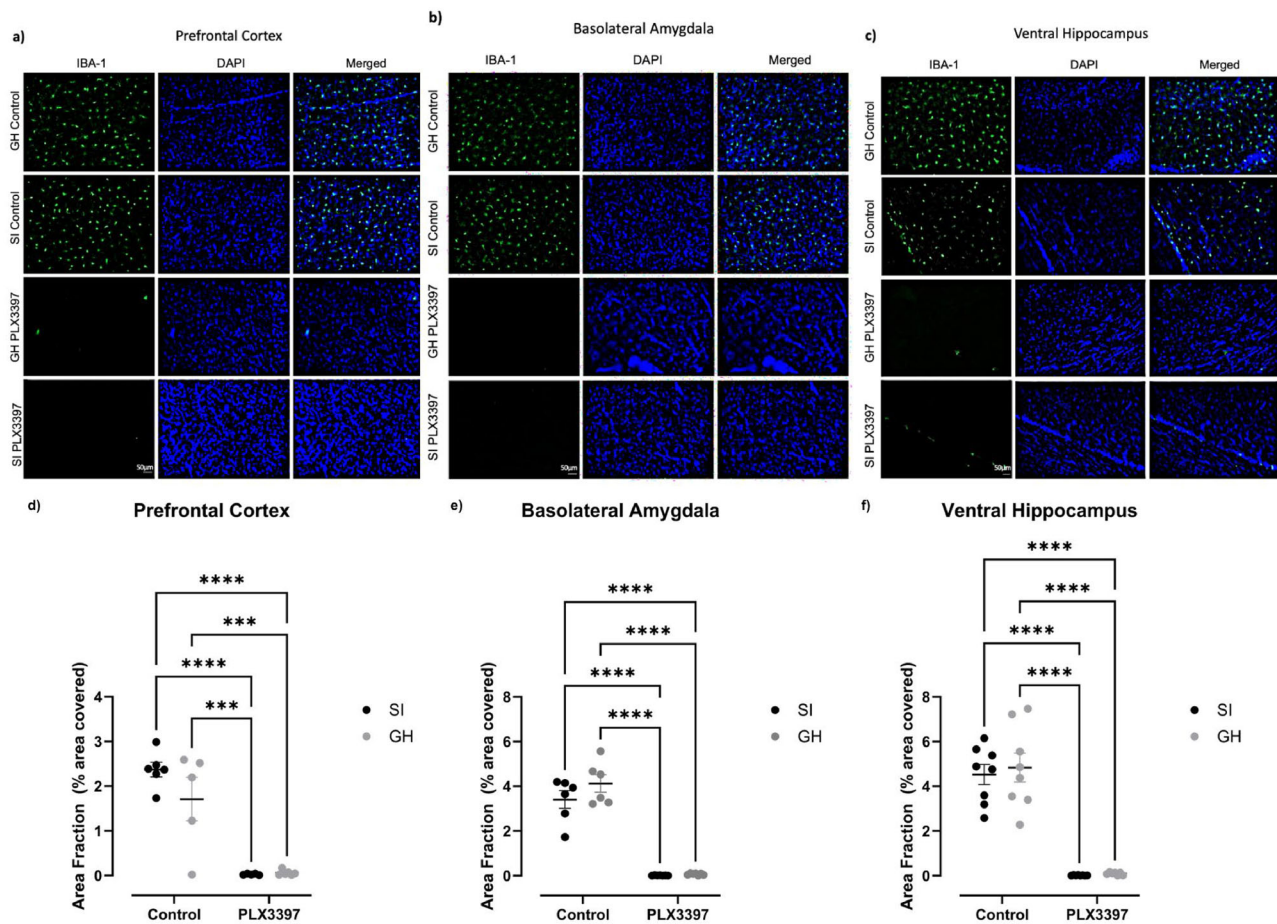 a)
Prefrontal Cortex
IBA-1
DAPI
Merged
GH Control
SI Control
GH PLX3397
SI PLX3397
50µm
b)
Basolateral Amygdala
IBA-1
DAPI
Merged
GH Control
SI Control
GH PLX3397
SI PLX3397
50µm
c)
Ventral Hippocampus
IBA-1
DAPI
Merged
GH Control
SI Control
GH PLX3397
SI PLX3397
50µm
d)
Prefrontal Cortex
****
***
****
***
Area Fraction (% area covered)
4
3
2
1
0
SI
GH
Control
PLX3397
e)
Basolateral Amygdala
****
****
****
****
Area Fraction (% area covered)
8
6
4
2
0
SI
GH
Control
PLX3397
f)
Ventral Hippocampus
****
****
****
****
Area Fraction (% area covered)
8
6
4
2
0
SI
GH
Control
PLX3397